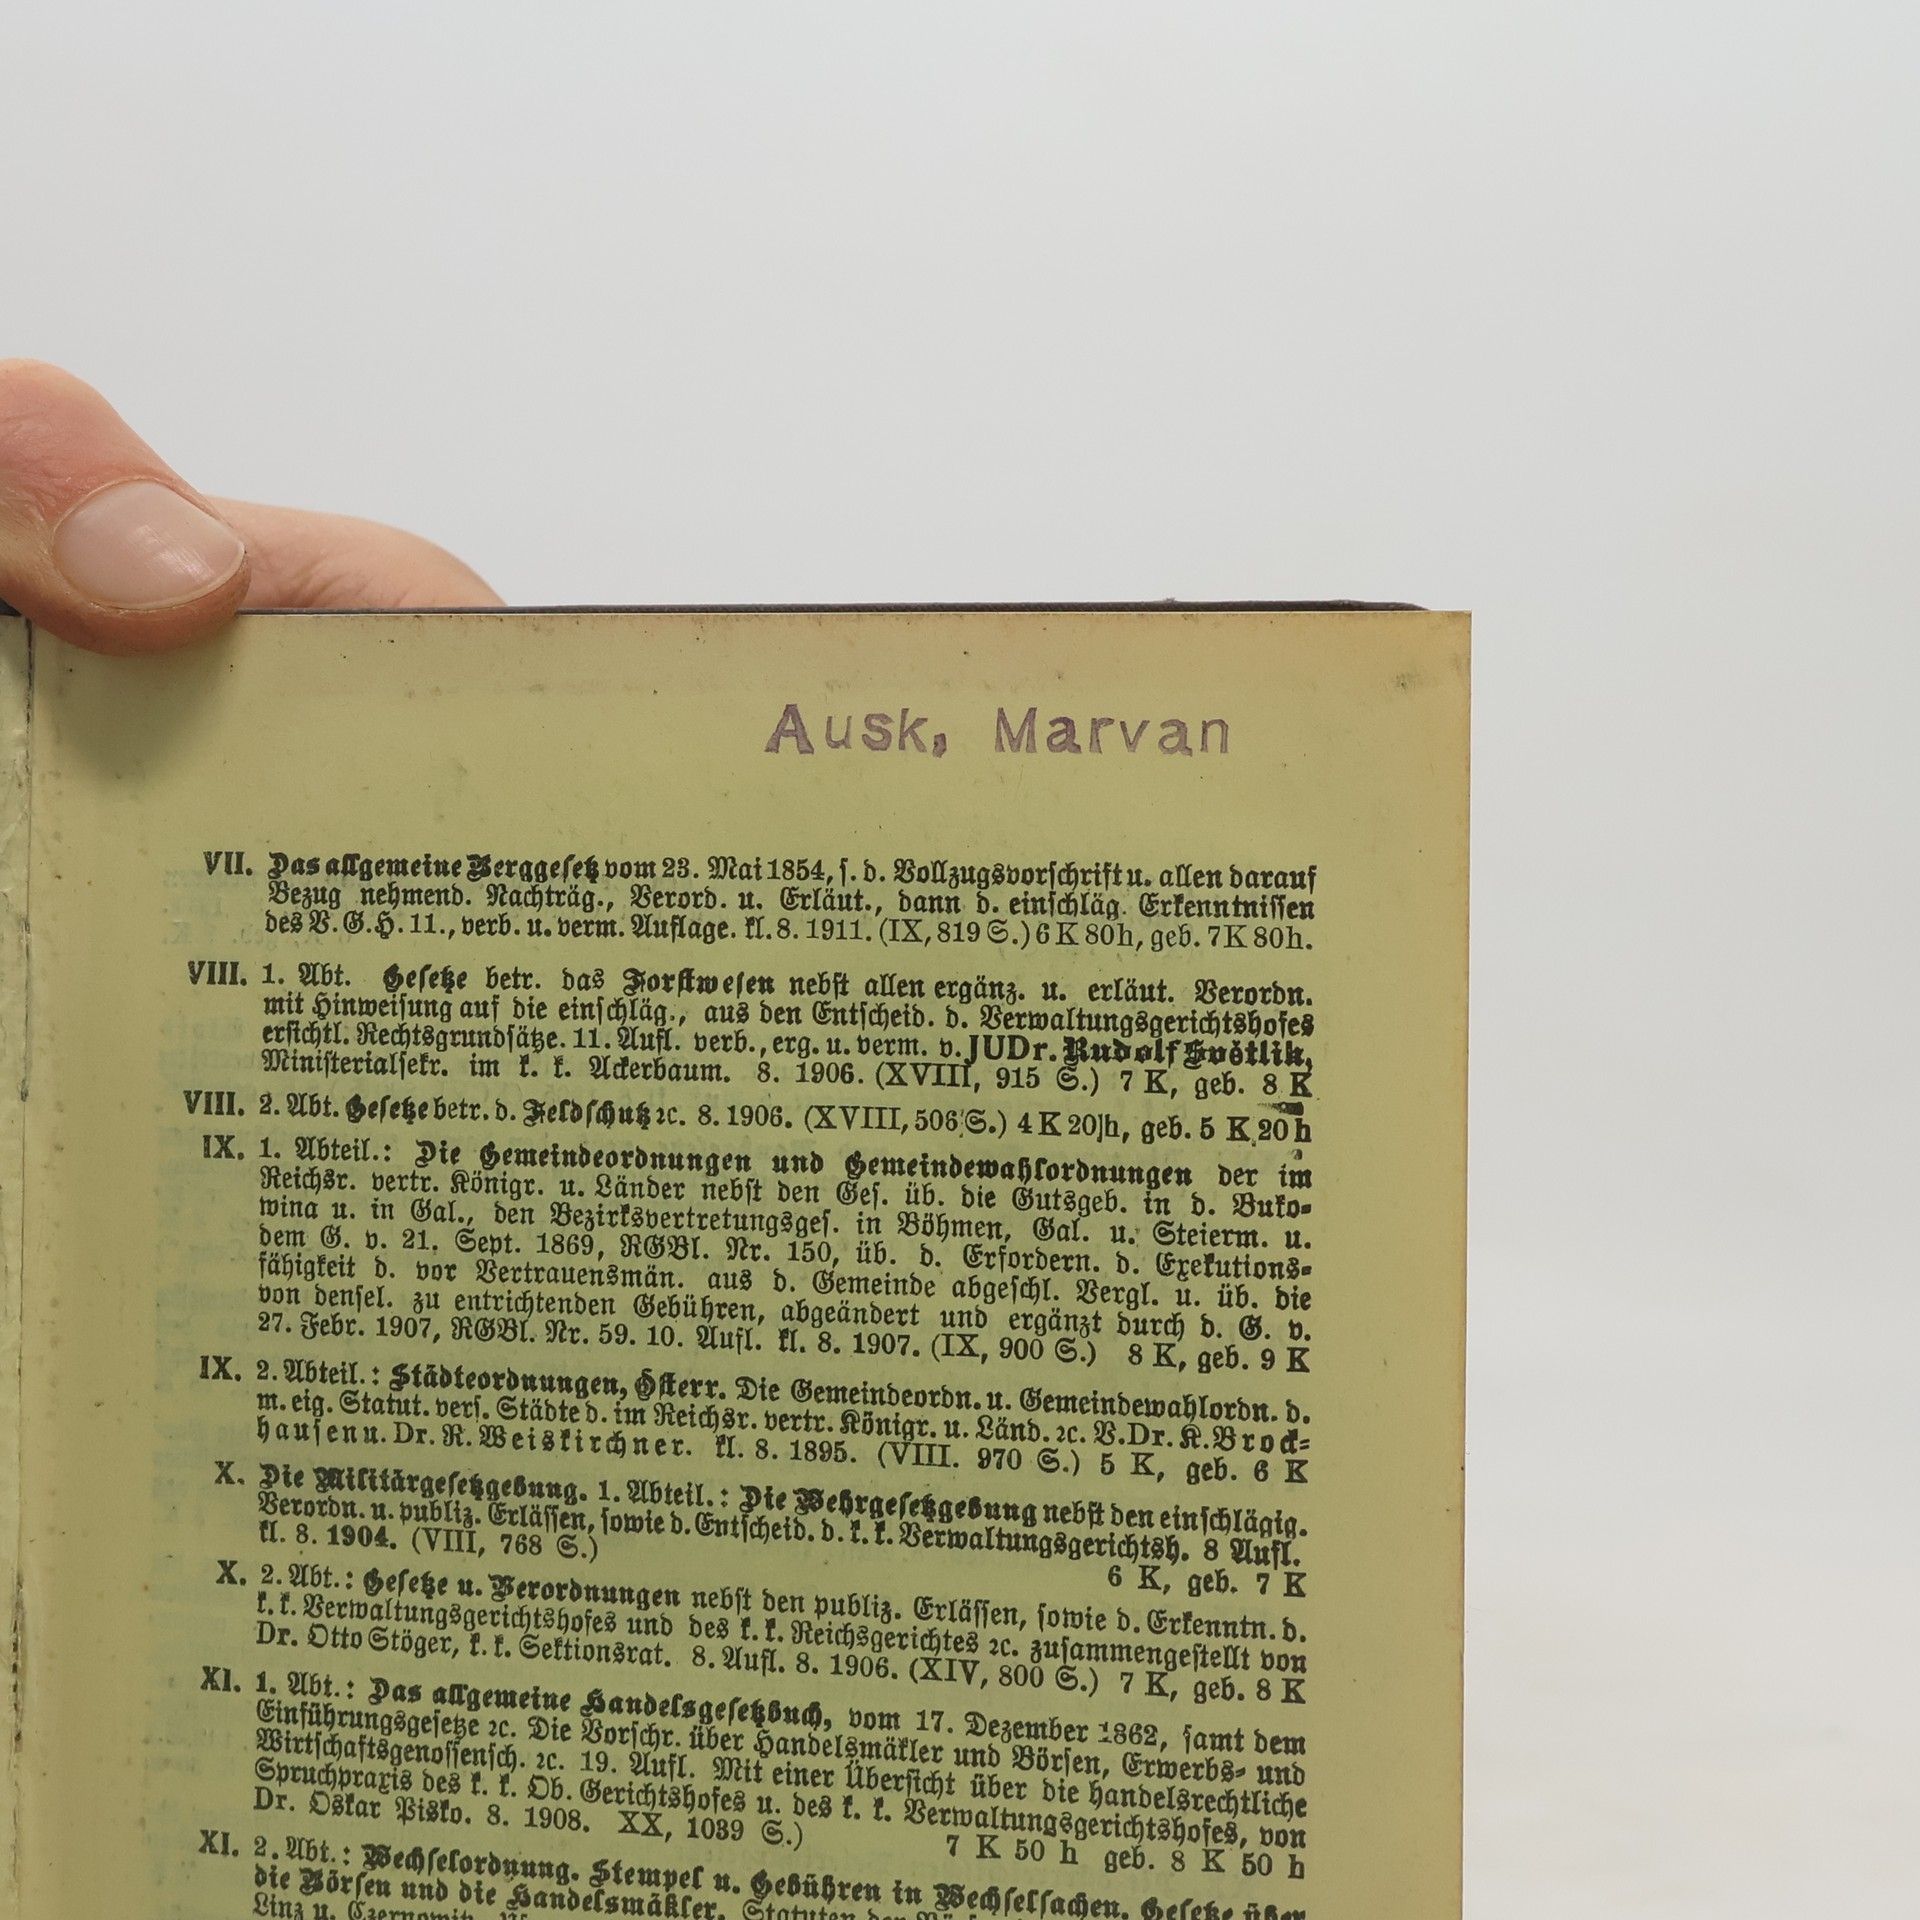 Ausk, Marvan
VII. Das allgemeine Berggesetz vom 23. Mai 1854, s. d. Vollzugsvorschrift u. allen darauf
Bezug nehmend. Nachträg., Verord. u. Erläut., dann d. einschläg. Erkenntnissen
des V. G. H. 11., verb. u. verm. Auflage. kl. 8. 1911. (IX, 819 S.) 6 K 80 h, geb. 7 K 80 h.
VIII. 1. Abt. Gesetze betr. das Forstwesen nebst allen ergänz. u. erläut. Verordn.
mit Hinweisung auf die einschläg., aus den Entscheid. d. Verwaltungsgerichtshofes
ersichtl. Rechtsgrundsätze. 11. Aufl. verb., erg. u. verm. v. JUDr. Rudolf Světlik,
Ministerialsekr. im k. k. Ackerbaum. 8. 1906. (XVIII, 915 S.) 7 K, geb. 8 K
VIII. 2. Abt. Gesetze betr. d. Feldschutz ꝛc. 8. 1906. (XVIII, 506 S.) 4 K 20 h, geb. 5 K 20 h
IX. 1. Abteil.: Die Gemeindeordnungen und Gemeindewahlordnungen der im
Reichsr. vertr. Königr. u. Länder nebst den Ges. üb. die Gutsgeb. in d. Buko-
wina u. in Gal., den Bezirksvertretungsges. in Böhmen, Gal. u. Steierm. u.
dem G. v. 21. Sept. 1869, RGBl. Nr. 150, üb. d. Erfordern. d. Exekutions-
fähigkeit d. vor Vertrauensmän. aus d. Gemeinde abgeschl. Vergl. u. üb. die
von densel. zu entrichtenden Gebühren, abgeändert und ergänzt durch d. G. v.
27. Febr. 1907, RGBl. Nr. 59. 10. Aufl. kl. 8. 1907. (IX, 900 S.) 8 K, geb. 9 K
IX. 2. Abteil.: Städteordnungen, österr. Die Gemeindeordn. u. Gemeindewahlordn. d.
m. eig. Statut. vers. Städte d. im Reichsr. vertr. Königr. u. Länd. ꝛc. V. Dr. K. Brock-
hausen u. Dr. R. Weiskirchner. kl. 8. 1895. (VIII. 970 S.) 5 K, geb. 6 K
X. Die Militärgesetzgebung. 1. Abteil.: Die Wehrgesetzgebung nebst den einschlägig.
Verordn. u. publiz. Erlässen, sowie d. Entscheid. d. k. k. Verwaltungsgerichtsh. 8 Aufl.
kl. 8. 1904. (VIII, 768 S.) 6 K, geb. 7 K
X. 2. Abt.: Gesetze u. Verordnungen nebst den publiz. Erlässen, sowie d. Erkenntn. d.
k. k. Verwaltungsgerichtshofes und des k. k. Reichsgerichtes ꝛc. zusammengestellt von
Dr. Otto Stöger, k. k. Sektionsrat. 8. Aufl. 8. 1906. (XIV, 800 S.) 7 K, geb. 8 K
XI. 1. Abt.: Das allgemeine Handelsgesetzbuch, vom 17. Dezember 1862, samt dem
Einführungsgesetze ꝛc. Die Vorschr. über Handelsmäkler und Börsen, Erwerbs- und
Wirtschaftsgenossensch. ꝛc. 19. Aufl. Mit einer Übersicht über die handelsrechtliche
Spruchpraxis des k. k. Ob. Gerichtshofes u. des k. k. Verwaltungsgerichtshofes, von
Dr. Oskar Pisko. 8. 1908. XX, 1039 S.) 7 K 50 h geb. 8 K 50 h
XI. 2. Abt.: Wechselordnung. Stempel u. Gebühren in Wechselsachen. Gesetze über
die Börsen und die Handelsmäkler. Statuten der
Linz u. Czernowitz.